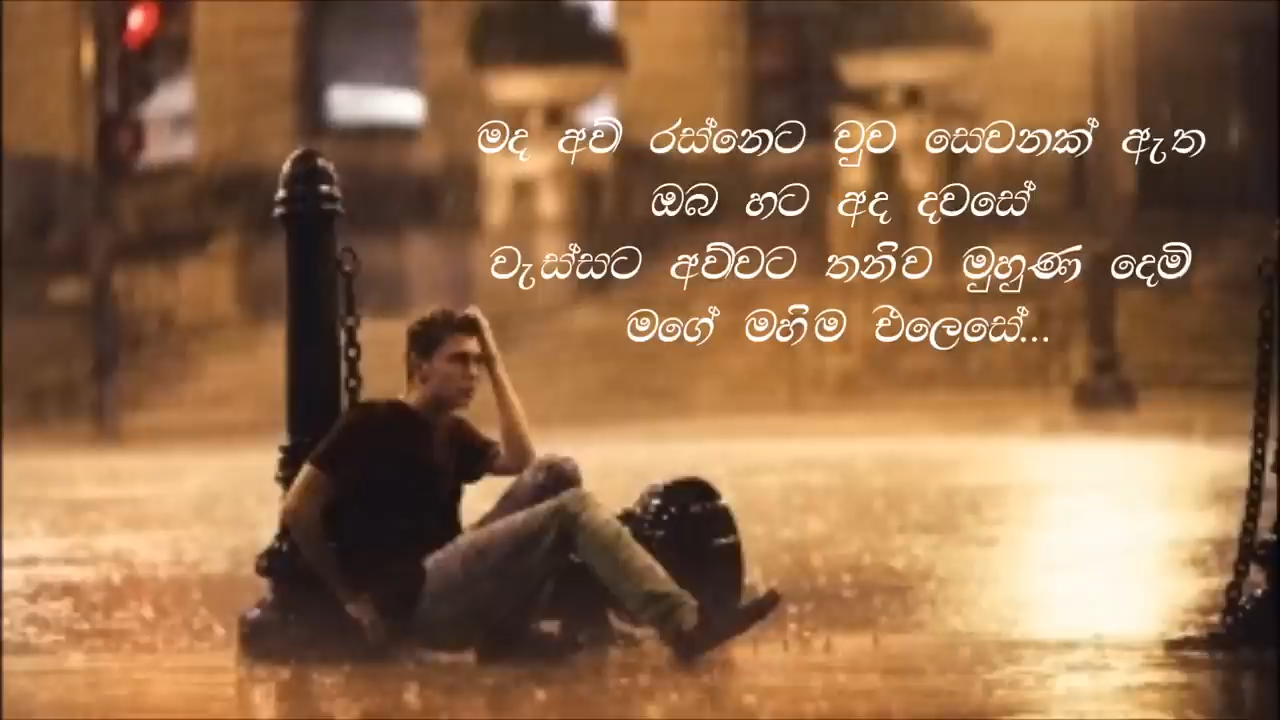 මද අව් රස්නෙට වුව සෙවනක් ඇත
ඔබ හට අද දවසේ
වැස්සට අව්වට තනිව මුහුණ දෙමි
මගේ මහිම එලෙසේ...